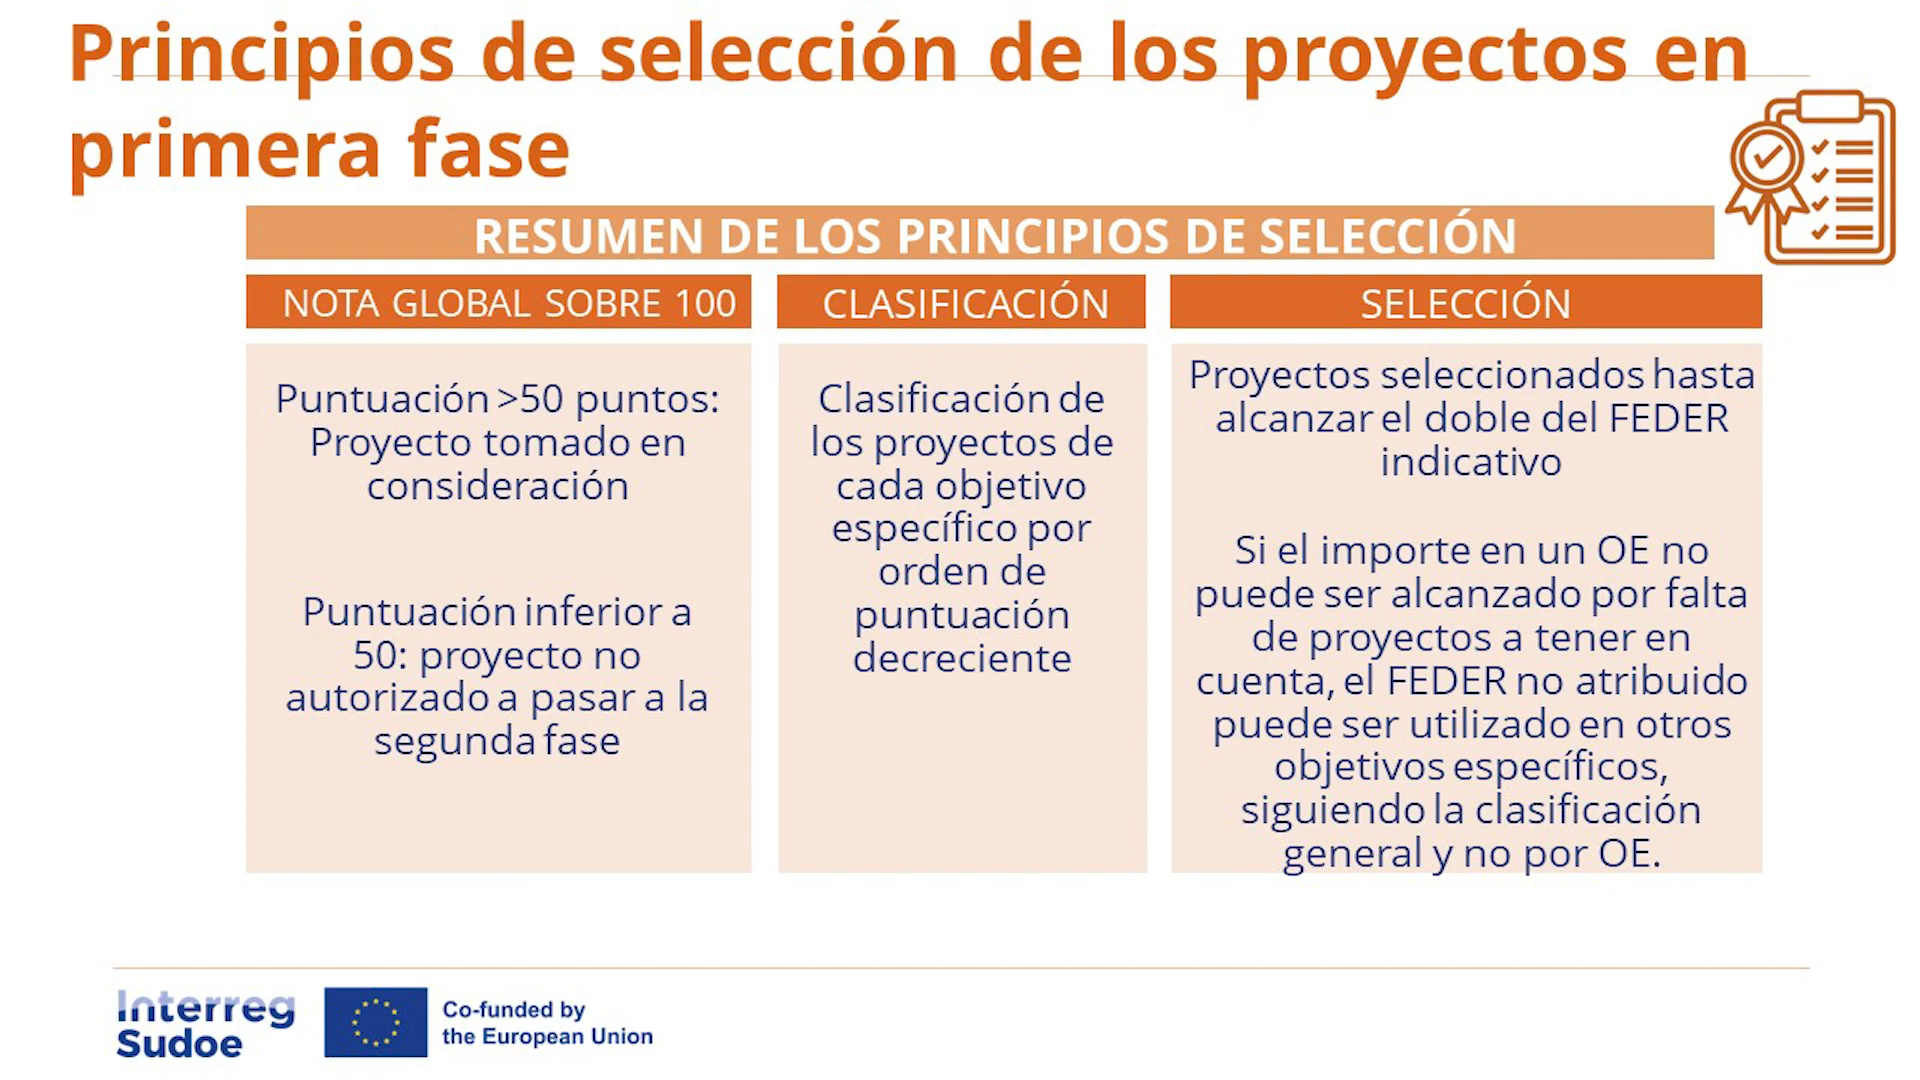 Principios de selección de los proyectos en
primera fase
RESUMEN DE LOS PRINCIPIOS DE SELECCIÓN
NOTA GLOBAL SOBRE 100
Puntuación >50 puntos:
Proyecto tomado en
consideración
Puntuación inferior a
50: proyecto no
autorizado a pasar a la
segunda fase
CLASIFICACIÓN
Clasificación de
los proyectos de
cada objetivo
específico por
orden de
puntuación
decreciente
SELECCIÓN
Proyectos seleccionados hasta
alcanzar el doble del FEDER
indicativo
Si el importe en un OE no
puede ser alcanzado por falta
de proyectos a tener en
cuenta, el FEDER no atribuido
puede ser utilizado en otros
objetivos específicos,
siguiendo la clasificación
general y no por OE.
Interreg
Sudoe
Co-funded by
the European Union